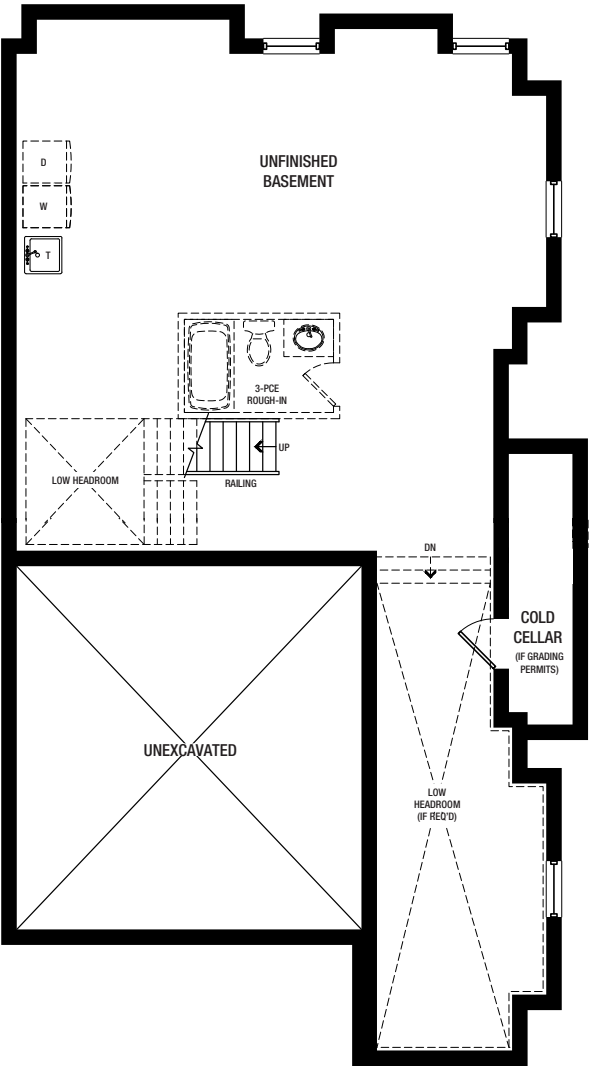 UNFINISHED
BASEMENT
D
W
T
3-PCE
ROUGH-IN
UP
LOW HEADROOM
RAILING
DN
COLD
CELLAR
(IF GRADING
PERMITS)
UNEXCAVATED
LOW
HEADROOM
(IF REQ'D)